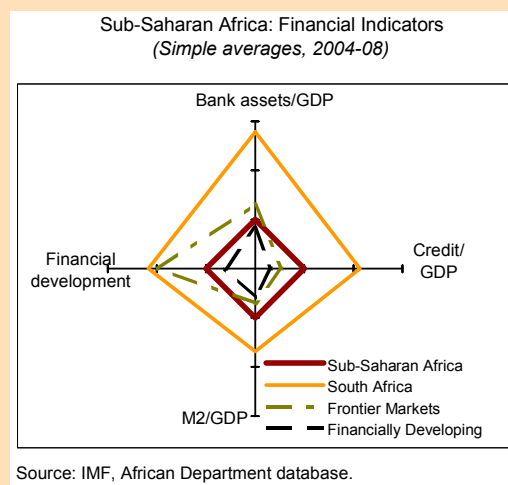 Sub-Saharan Africa: Financial Indicators
(Simple averages, 2004-08)
Bank assets/GDP
Credit/
GDP
Financial
development
M2/GDP
Sub-Saharan Africa
South Africa
Frontier Markets
Financially Developing
Source: IMF, African Department database.